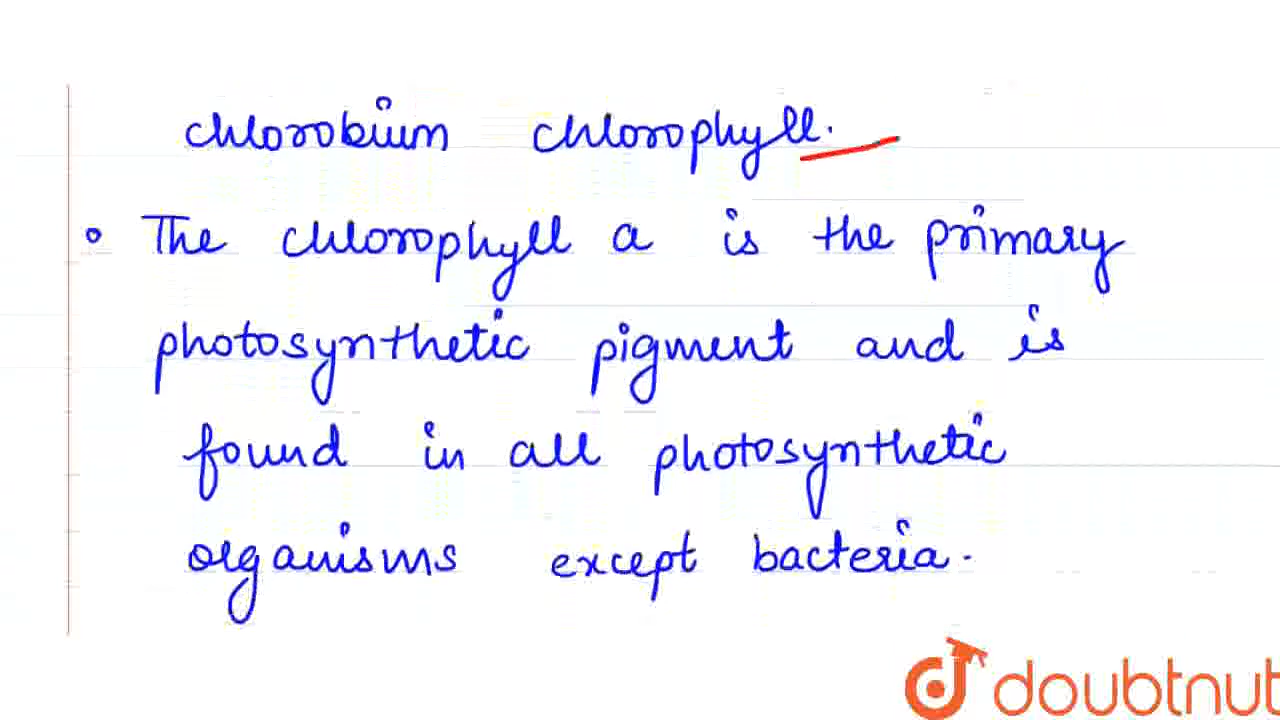 chlorobium chlorophyll.
• The chlorophyll a is the primary
photosynthetic pigment and is
found in all photosynthetic
organisms except bacteria.
doubtnut